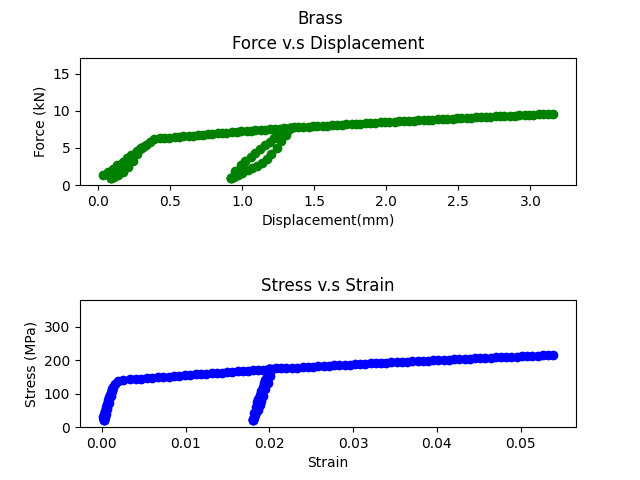 Brass
Force v.s Displacement
15
10
5
0
Force (kN)
0.0 0.5 1.0 1.5 2.0 2.5 3.0
Displacement(mm)
Stress v.s Strain
300
200
100
0
Stress (MPa)
0.00 0.01 0.02 0.03 0.04 0.05
Strain